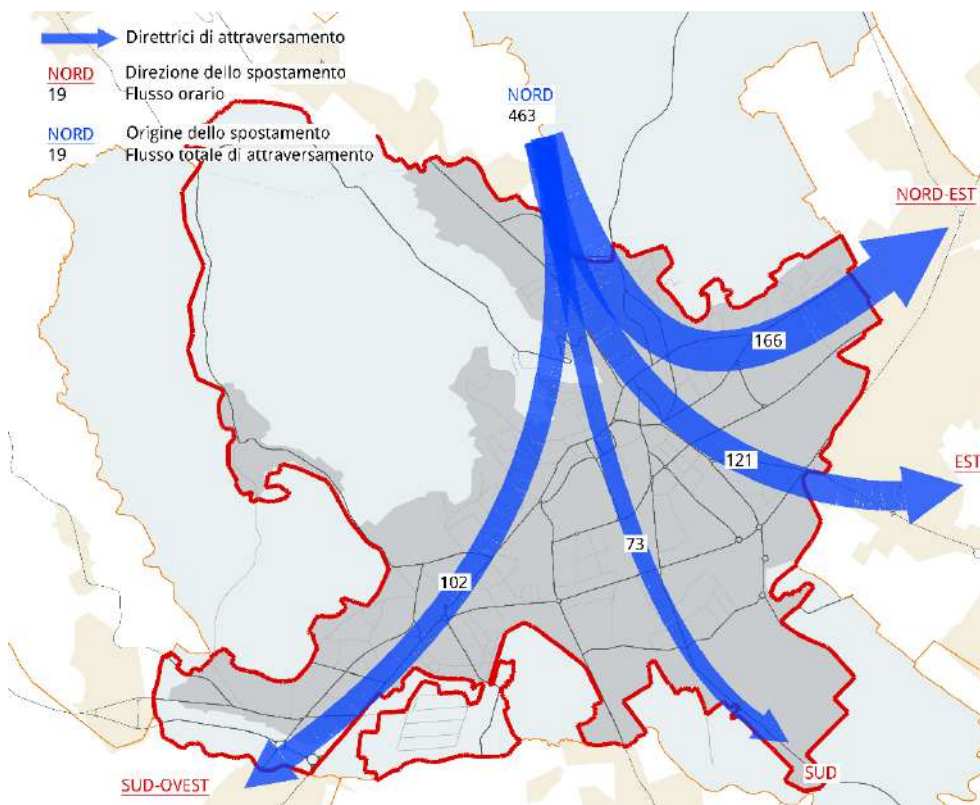 Direttrici di attraversamento
NORD Direzione dello spostamento
19 Flusso orario
NORD Origine dello spostamento
19 Flusso totale di attraversamento
NORD
463
NORD-EST
166
121
EST
73
102
SUD
SUD-OVEST